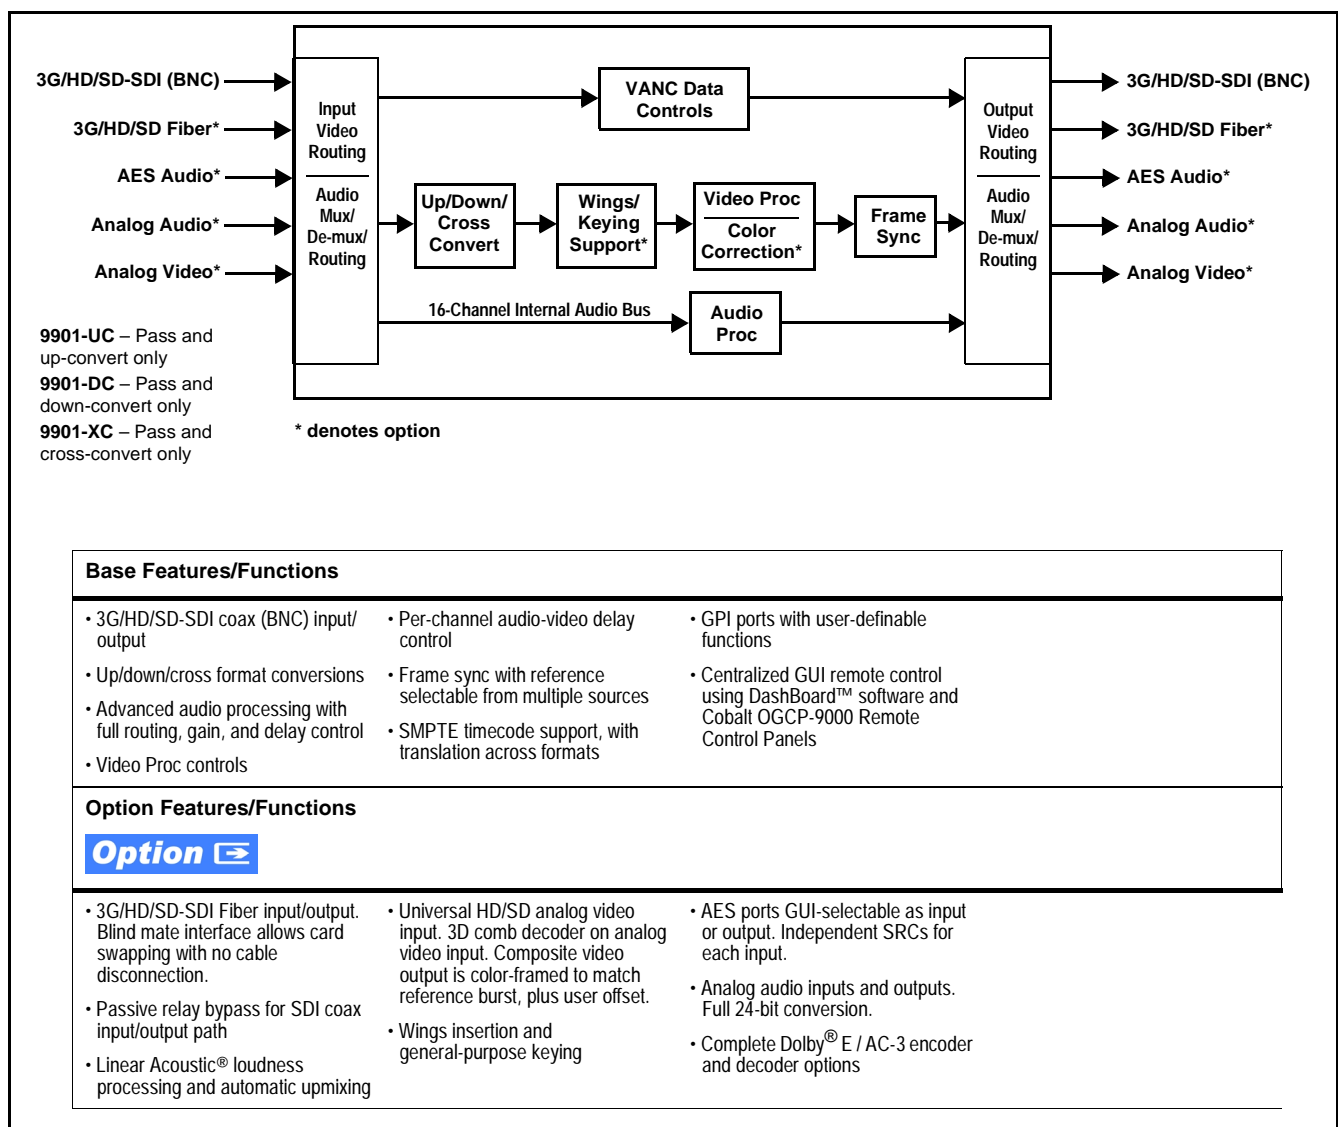 3G/HD/SD-SDI (BNC)
3G/HD/SD Fiber*
AES Audio*
Analog Audio*
Analog Video*
Input
Video
Routing
Audio
Mux/
De-mux/
Routing
VANC Data
Controls
Up/Down/
Cross
Convert
Wings/
Keying
Support*
Video Proc
Color
Correction*
Frame
Sync
16-Channel Internal Audio Bus
Audio
Proc
Output
Video
Routing
Audio
Mux/
De-mux/
Routing
3G/HD/SD-SDI (BNC)
3G/HD/SD Fiber*
AES Audio*
Analog Audio*
Analog Video*
9901-UC – Pass and
up-convert only
9901-DC – Pass and
down-convert only
9901-XC – Pass and
cross-convert only
* denotes option
Base Features/Functions
• 3G/HD/SD-SDI coax (BNC) input/
output
• Up/down/cross format conversions
• Advanced audio processing with
full routing, gain, and delay control
• Video Proc controls
• Per-channel audio-video delay
control
• Frame sync with reference
selectable from multiple sources
• SMPTE timecode support, with
translation across formats
• GPI ports with user-definable
functions
• Centralized GUI remote control
using DashBoard™ software and
Cobalt OGCP-9000 Remote
Control Panels
Option Features/Functions
Option
• 3G/HD/SD-SDI Fiber input/output.
Blind mate interface allows card
swapping with no cable
disconnection.
• Passive relay bypass for SDI coax
input/output path
• Linear Acoustic® loudness
processing and automatic upmixing
• Universal HD/SD analog video
input. 3D comb decoder on analog
video input. Composite video
output is color-framed to match
reference burst, plus user offset.
• Wings insertion and
general-purpose keying
• AES ports GUI-selectable as input
or output. Independent SRCs for
each input.
• Analog audio inputs and outputs.
Full 24-bit conversion.
• Complete Dolby® E / AC-3 encoder
and decoder options